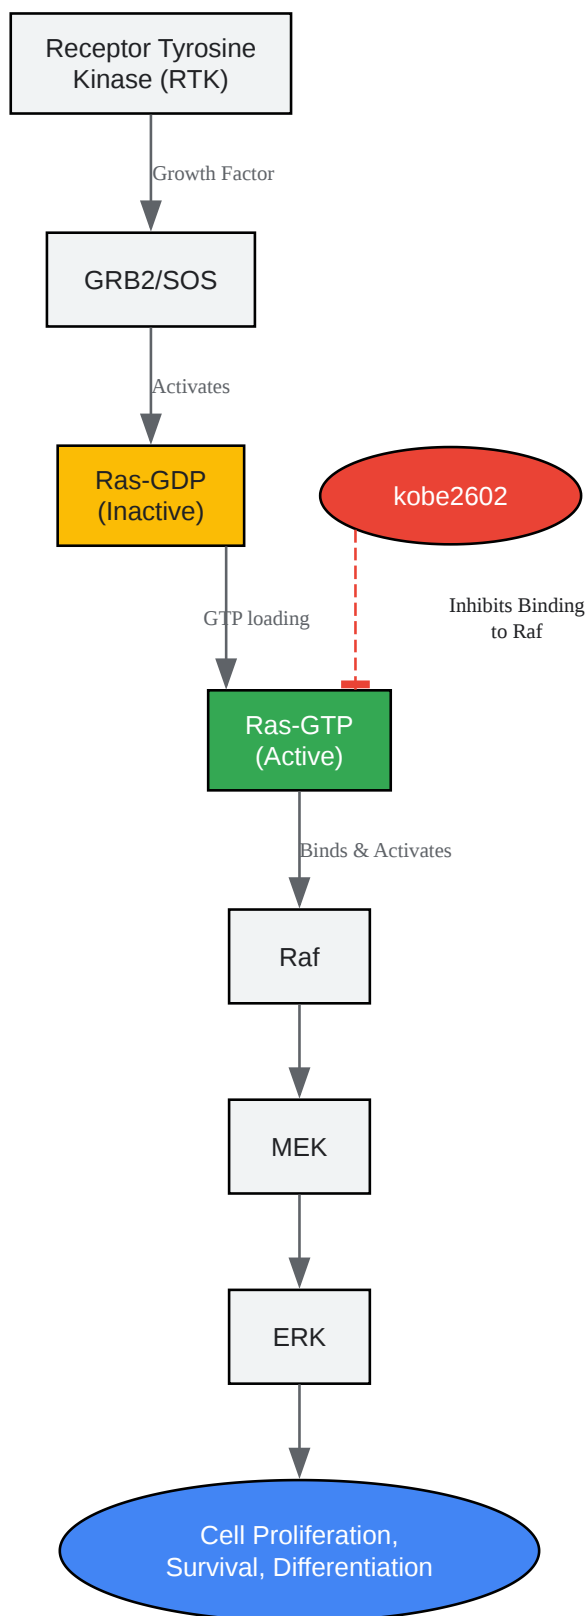 Receptor Tyrosine
Kinase (RTK)
Growth Factor
GRB2/SOS
Activates
Ras-GDP
(Inactive)
kobe2602
GTP loading
Inhibits Binding
to Raf
Ras-GTP
(Active)
Binds & Activates
Raf
MEK
ERK
Cell Proliferation,
Survival, Differentiation